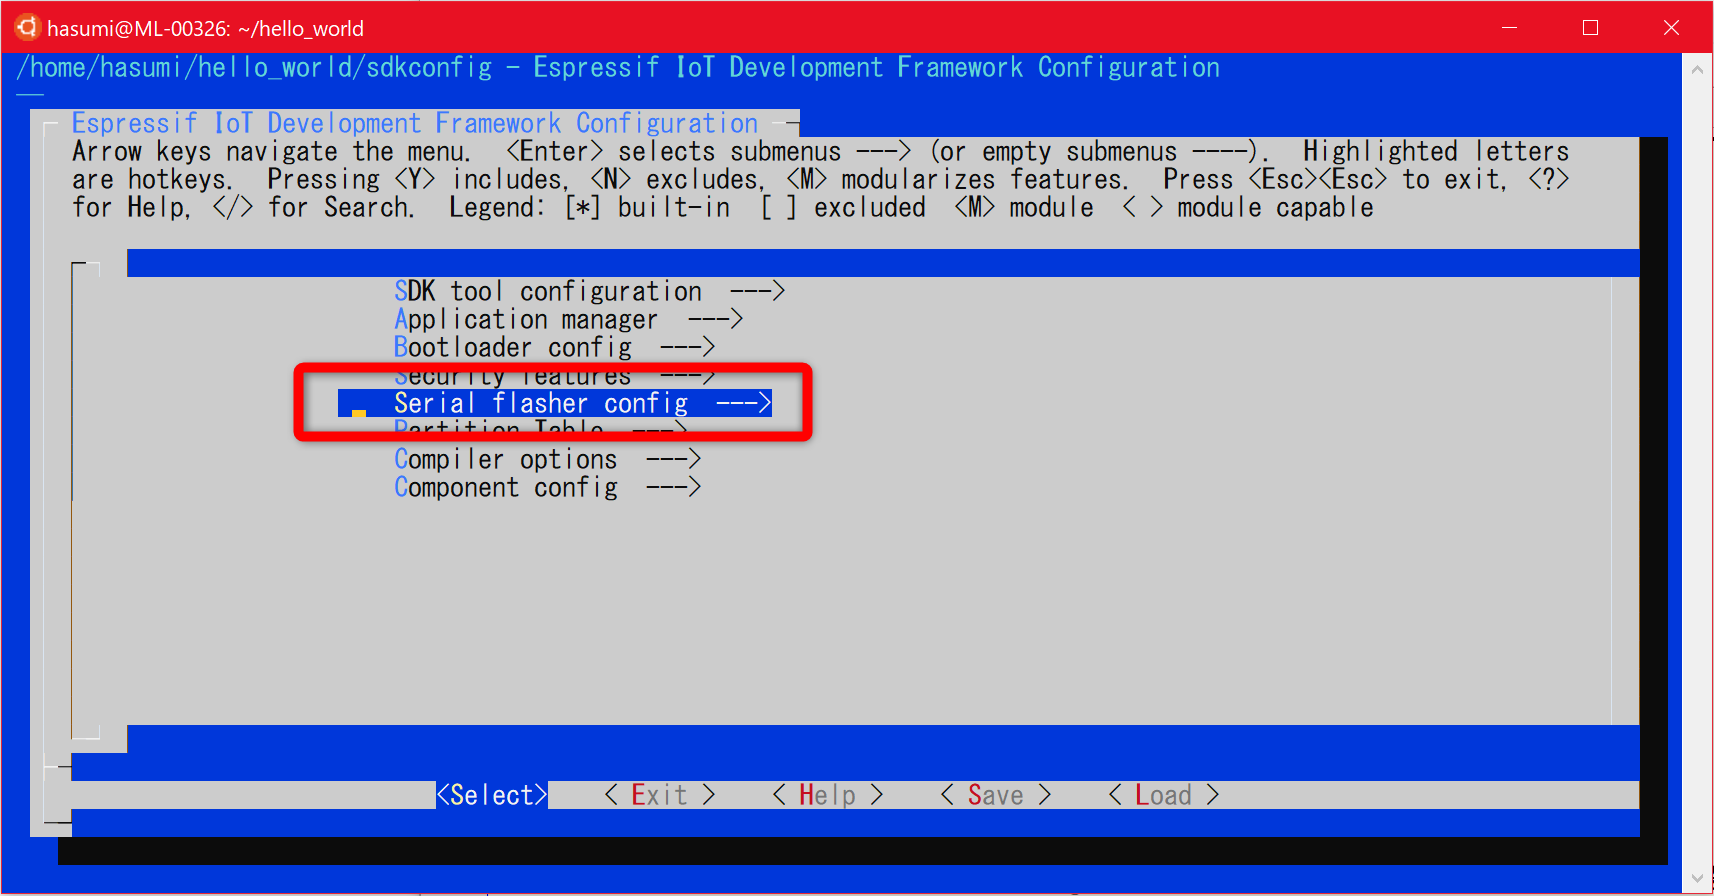 hasumi@ML-00326: ~/hello_world
/home/hasumi/hello_world/sdkconfig - Espressif IoT Development Framework Configuration
Espressif IoT Development Framework Configuration
Arrow keys navigate the menu.  <Enter> selects submenus ---> (or empty submenus ----).  Highlighted letters
are hotkeys.  Pressing <Y> includes, <N> excludes, <M> modularizes features.  Press <Esc><Esc> to exit, <?>
for Help, </> for Search.  Legend: [*] built-in  [ ] excluded  <M> module  < > module capable
SDK tool configuration  --->
Application manager  --->
Bootloader config  --->
Security features  --->
Serial flasher config  --->
Partition Table  --->
Compiler options  --->
Component config  --->
<Select>    < Exit >    < Help >    < Save >    < Load >